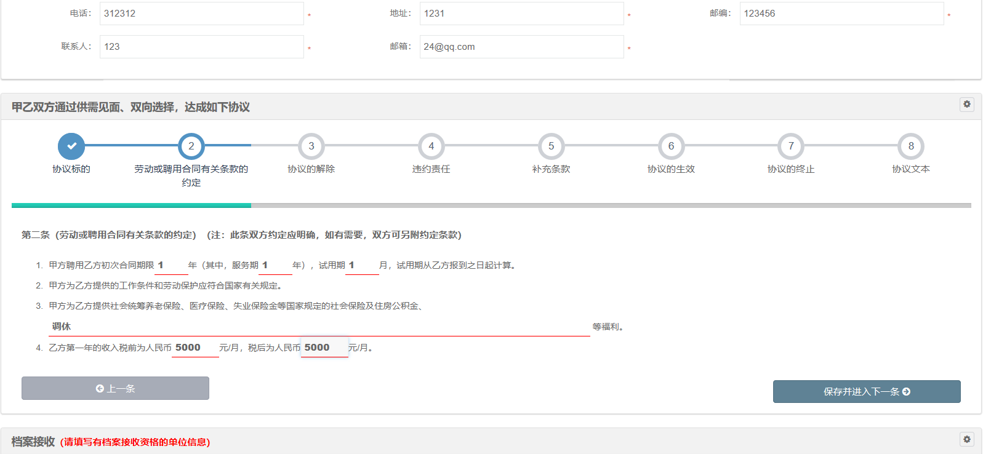 电话： 312312 * 地址： 1231 * 邮编： 123456 *
联系人： 123 * 邮箱： 24@qq.com *
甲乙双方通过供需见面、双向选择，达成如下协议
2 3 4 5 6 7 8
协议标的 劳动或聘用合同有关条款的 协议的解除 违约责任 补充条款 协议的生效 协议的终止 协议文本
约定
第二条（劳动或聘用合同有关条款的约定）（注：此条双方约定应明确，如有需要，双方可另附约定条款）
1. 甲方聘用乙方初次合同期限 1 年（其中，服务期 1 年），试用期 1 月，试用期从乙方报到之日起计算。
2. 甲方为乙方提供的工作条件和劳动保护应符合国家有关规定。
3. 甲方为乙方提供社会统筹养老保险、医疗保险、失业保险金等国家规定的社会保险及住房公积金、
调休 等福利。
4. 乙方第一年的收入税前为人民币 5000 元/月，税后为人民币 5000 元/月。
上一条 保存并进入下一条
档案接收 (请填写有档案接收资格的单位信息)